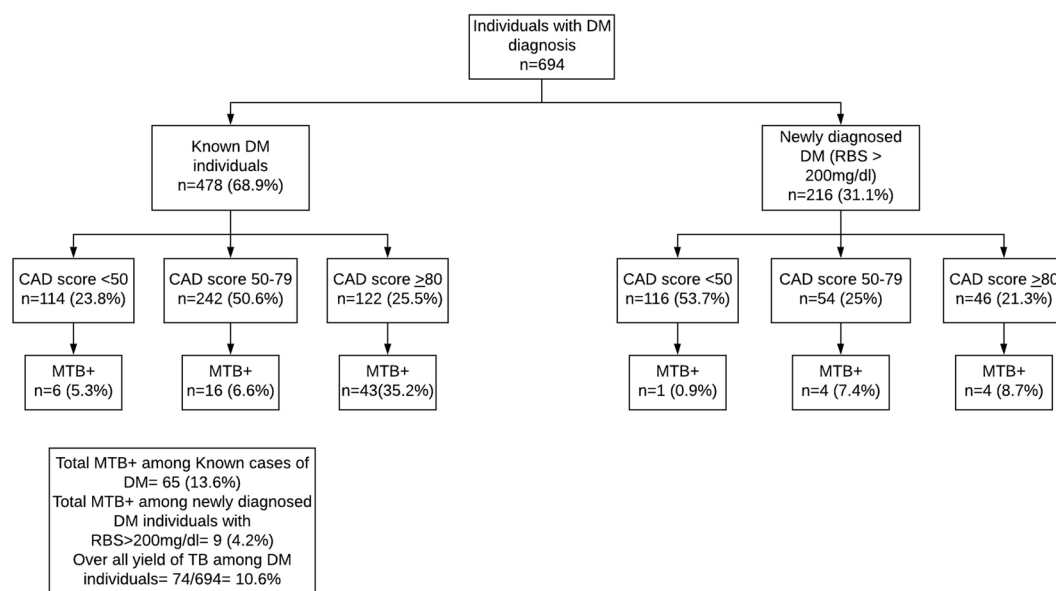 Individuals with DM
diagnosis
n=694
Known DM
individuals
n=478 (68.9%)
Newly diagnosed
DM (RBS >
200mg/dl)
n=216 (31.1%)
CAD score <50
n=114 (23.8%)
CAD score 50-79
n=242 (50.6%)
CAD score ≥80
n=122 (25.5%)
CAD score <50
n=116 (53.7%)
CAD score 50-79
n=54 (25%)
CAD score ≥80
n=46 (21.3%)
MTB+
n=6 (5.3%)
MTB+
n=16 (6.6%)
MTB+
n=43(35.2%)
MTB+
n=1 (0.9%)
MTB+
n=4 (7.4%)
MTB+
n=4 (8.7%)
Total MTB+ among Known cases of
DM= 65 (13.6%)
Total MTB+ among newly diagnosed
DM individuals with
RBS>200mg/dl= 9 (4.2%)
Over all yield of TB among DM
individuals= 74/694= 10.6%